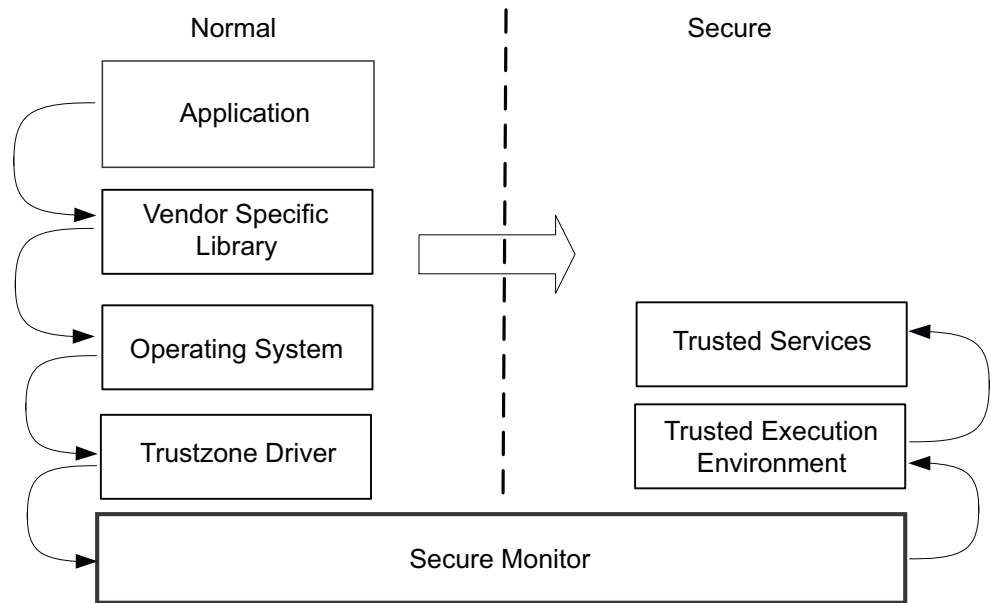 Normal
Secure
Application
Vendor Specific
Library
Operating System
Trusted Services
Trustzone Driver
Trusted Execution
Environment
Secure Monitor